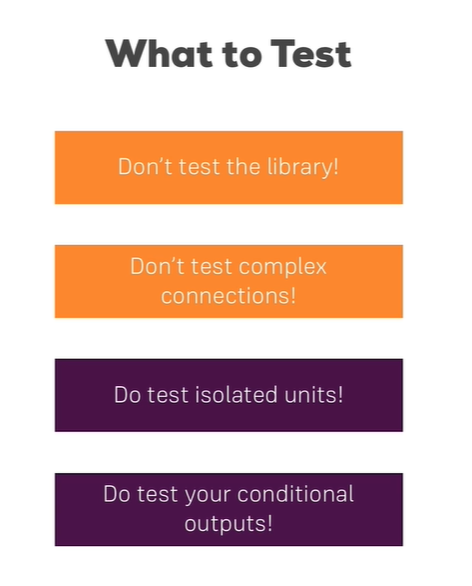 What to Test
Don't test the library!
Don't test complex
connections!
Do test isolated units!
Do test your conditional
outputs!